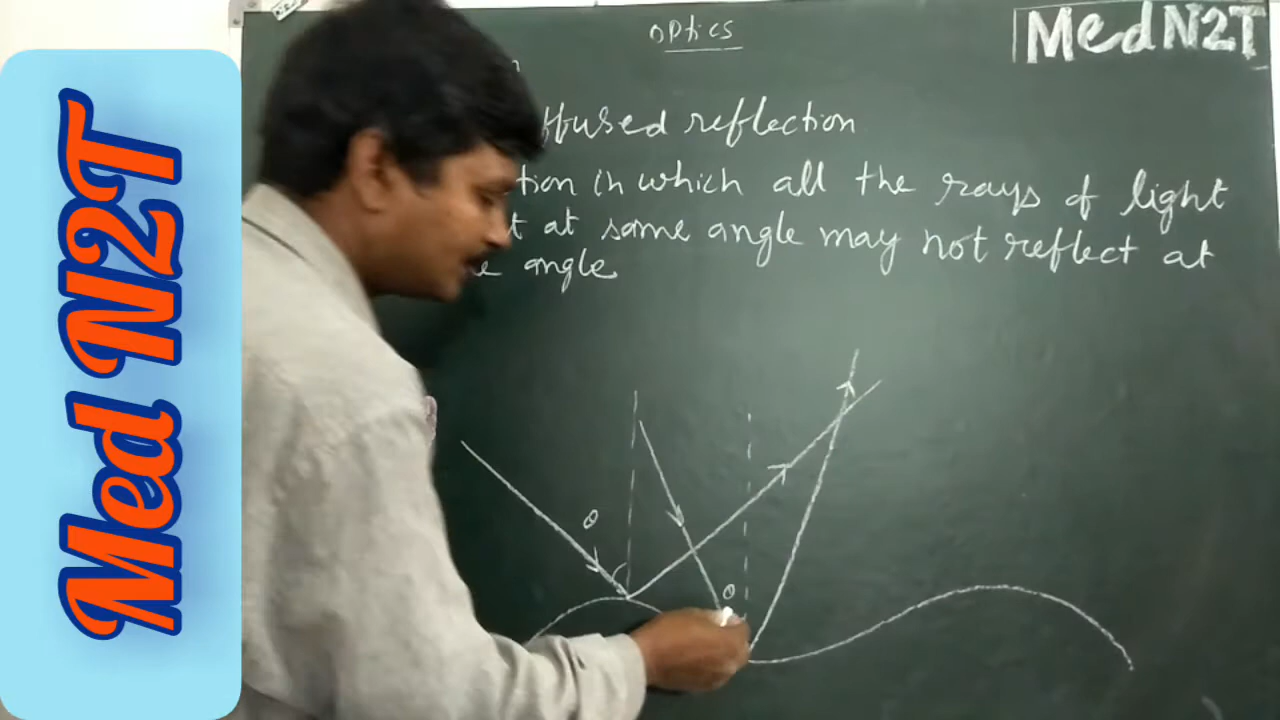 OPtics
MedN2T
ffused reflection
tion in which all the rays of light
t at same angle may not reflect at
e angle
θ
θ
Med N2T